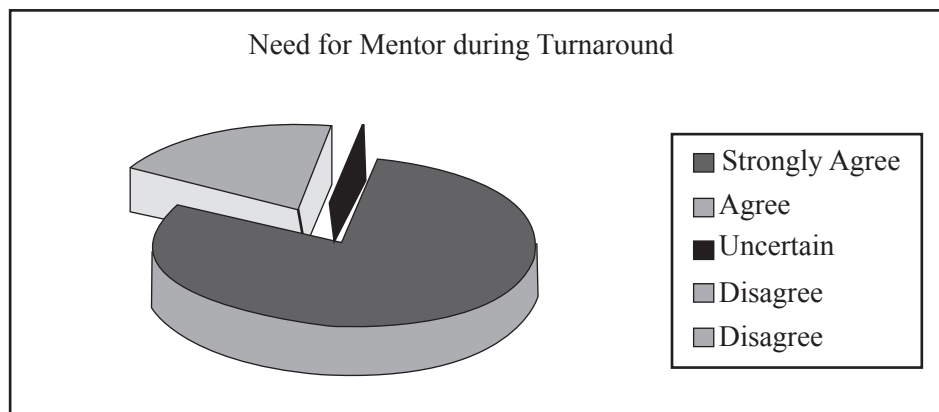 Need for Mentor during Turnaround
Strongly Agree
Agree
Uncertain
Disagree
Disagree